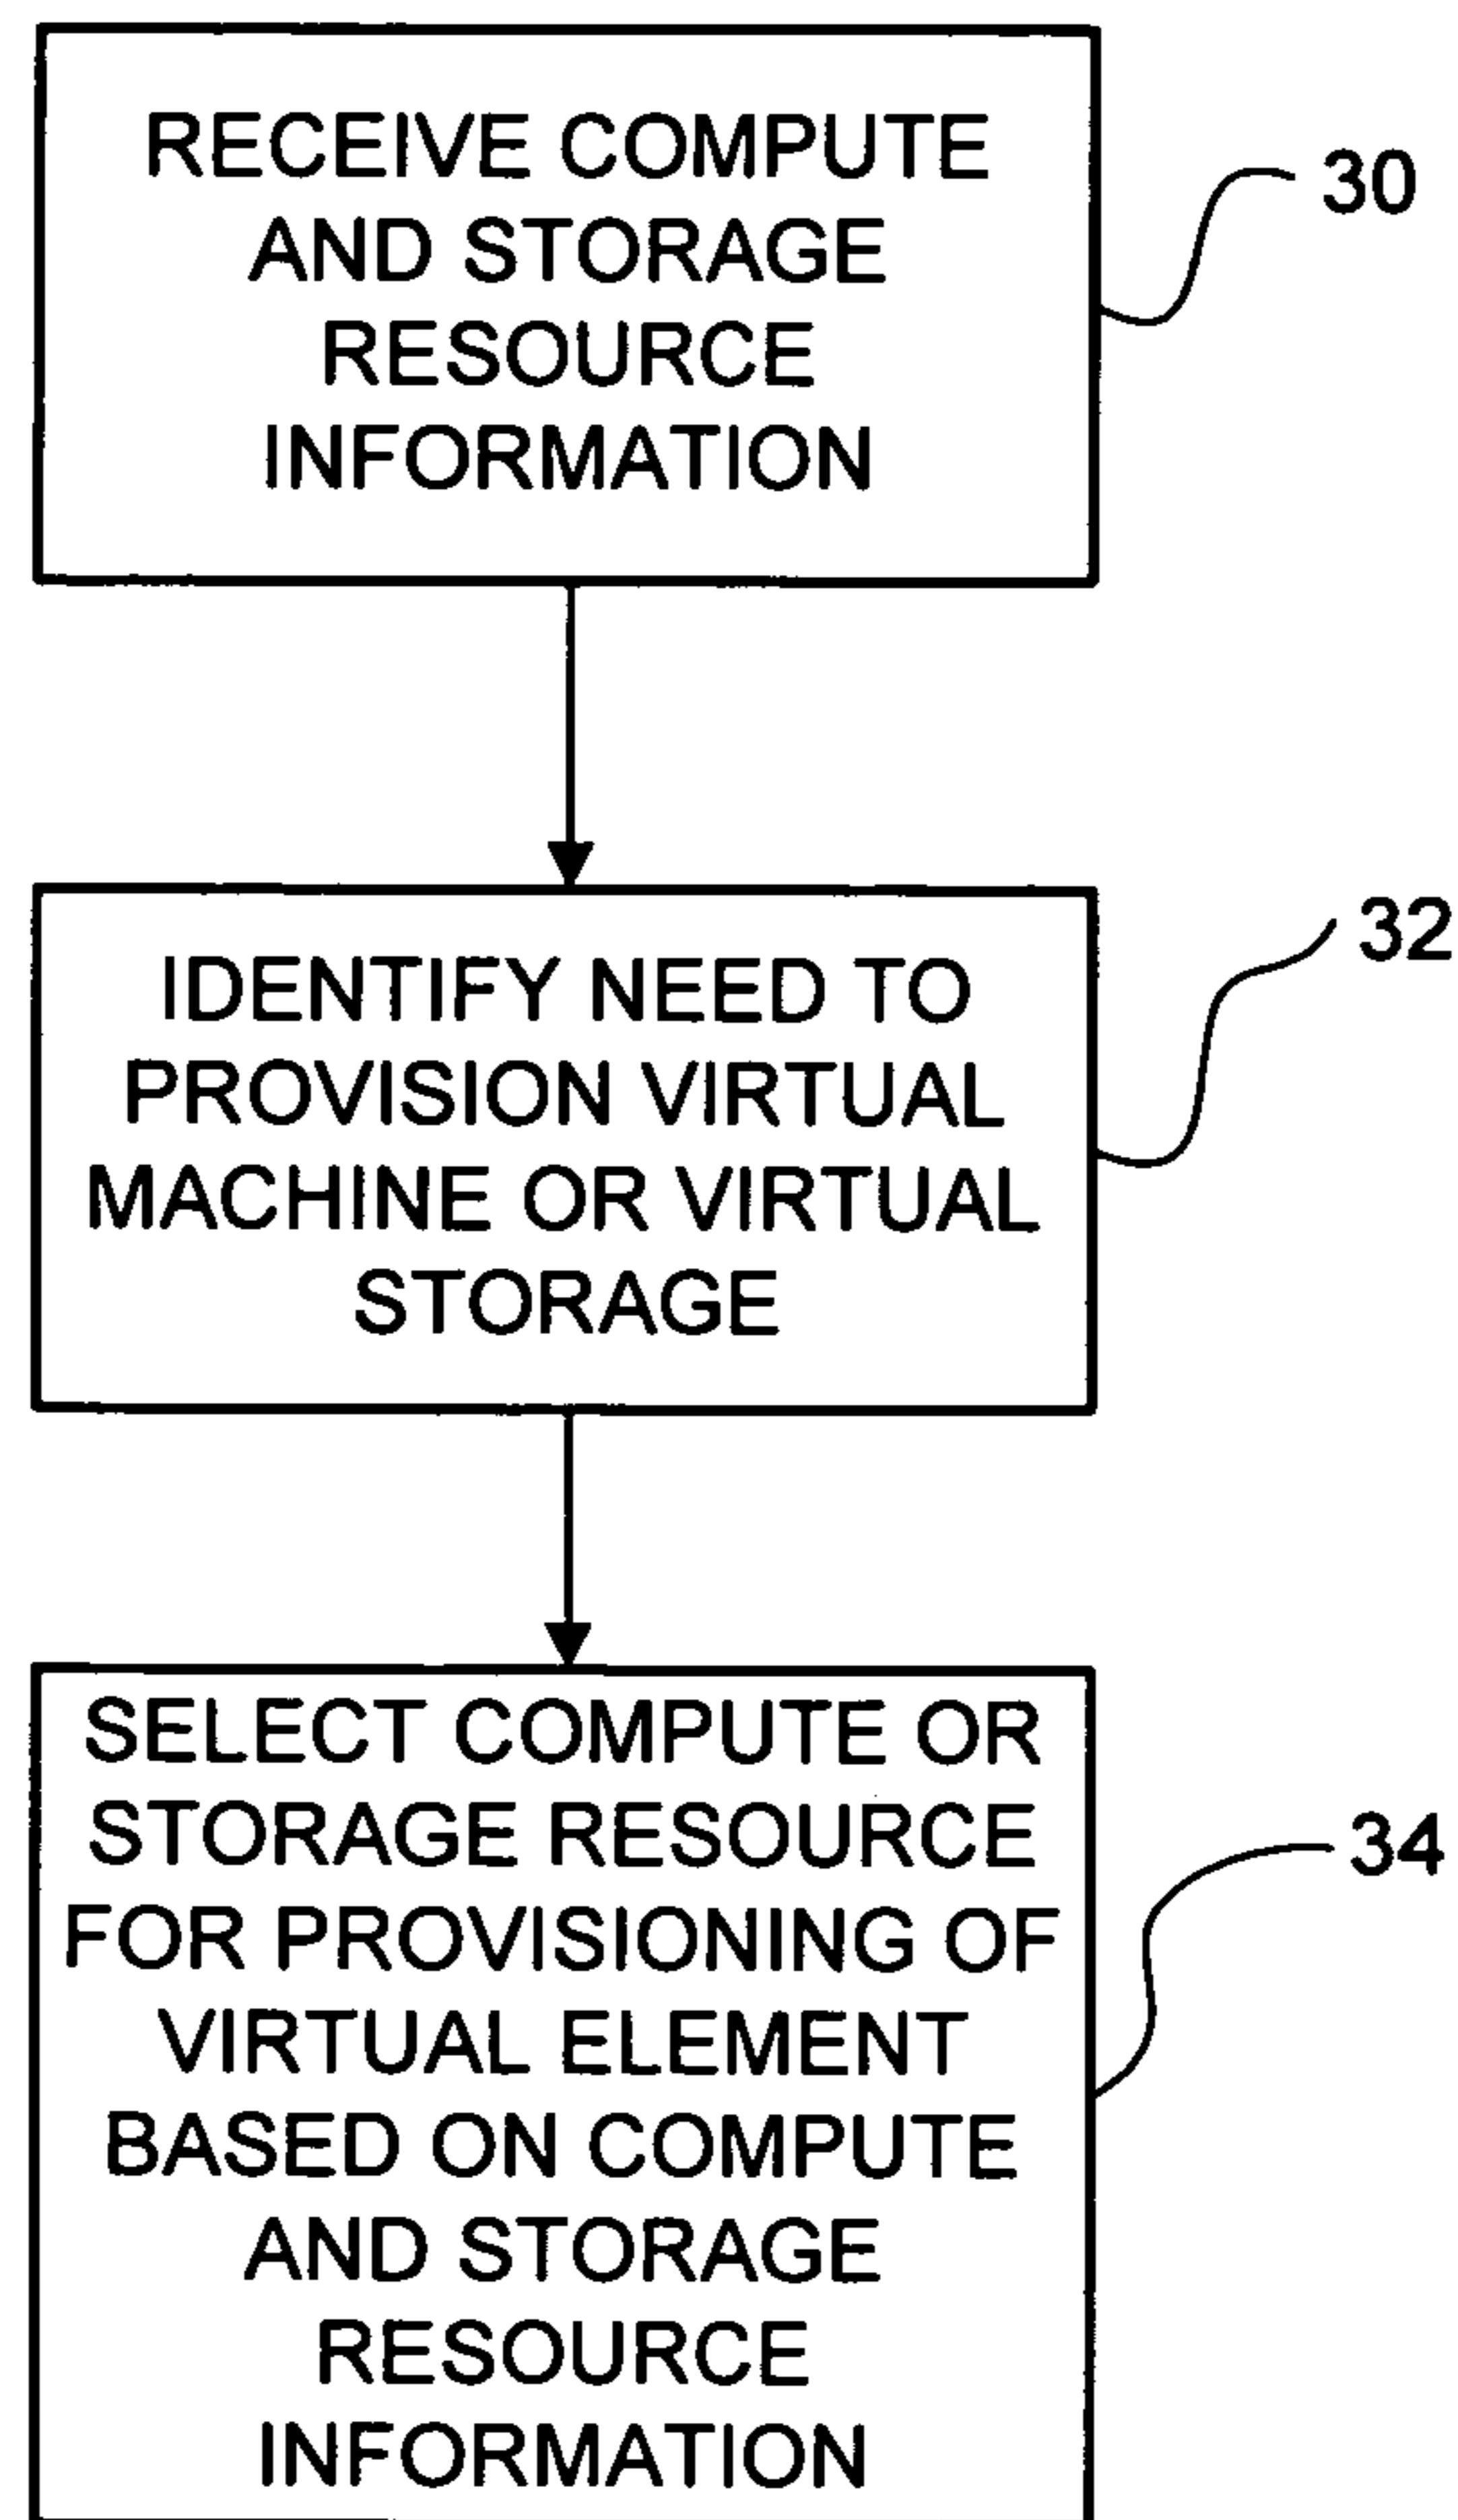 RECEIVE COMPUTE
AND STORAGE
RESOURCE
INFORMATION
30
IDENTIFY NEED TO
PROVISION VIRTUAL
MACHINE OR VIRTUAL
STORAGE
32
SELECT COMPUTE OR
STORAGE RESOURCE
FOR PROVISIONING OF
VIRTUAL ELEMENT
BASED ON COMPUTE
AND STORAGE
RESOURCE
INFORMATION
34